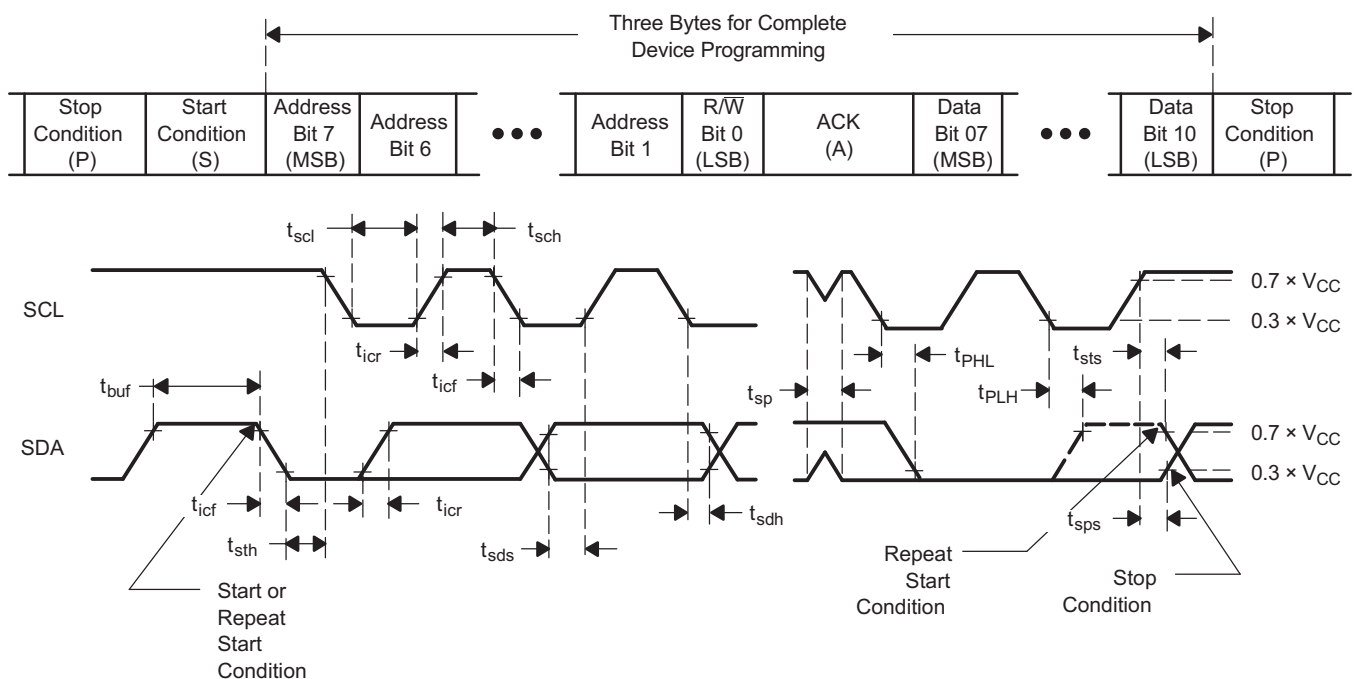 Three Bytes for Complete
Device Programming
Stop
Condition
(P)
Start
Condition
(S)
Address
Bit 7
(MSB)
Address
Bit 6
•••
Address
Bit 1
R/W̅
Bit 0
(LSB)
ACK
(A)
Data
Bit 07
(MSB)
•••
Data
Bit 10
(LSB)
Stop
Condition
(P)
tscl
tsch
SCL
0.7 × VCC
0.3 × VCC
ticr
ticf
tbuf
tsp
tPHL
tPLH
tsts
SDA
0.7 × VCC
0.3 × VCC
ticf
ticr
tsth
tsds
tsdh
tsps
Start or
Repeat
Start
Condition
Repeat
Start
Condition
Stop
Condition